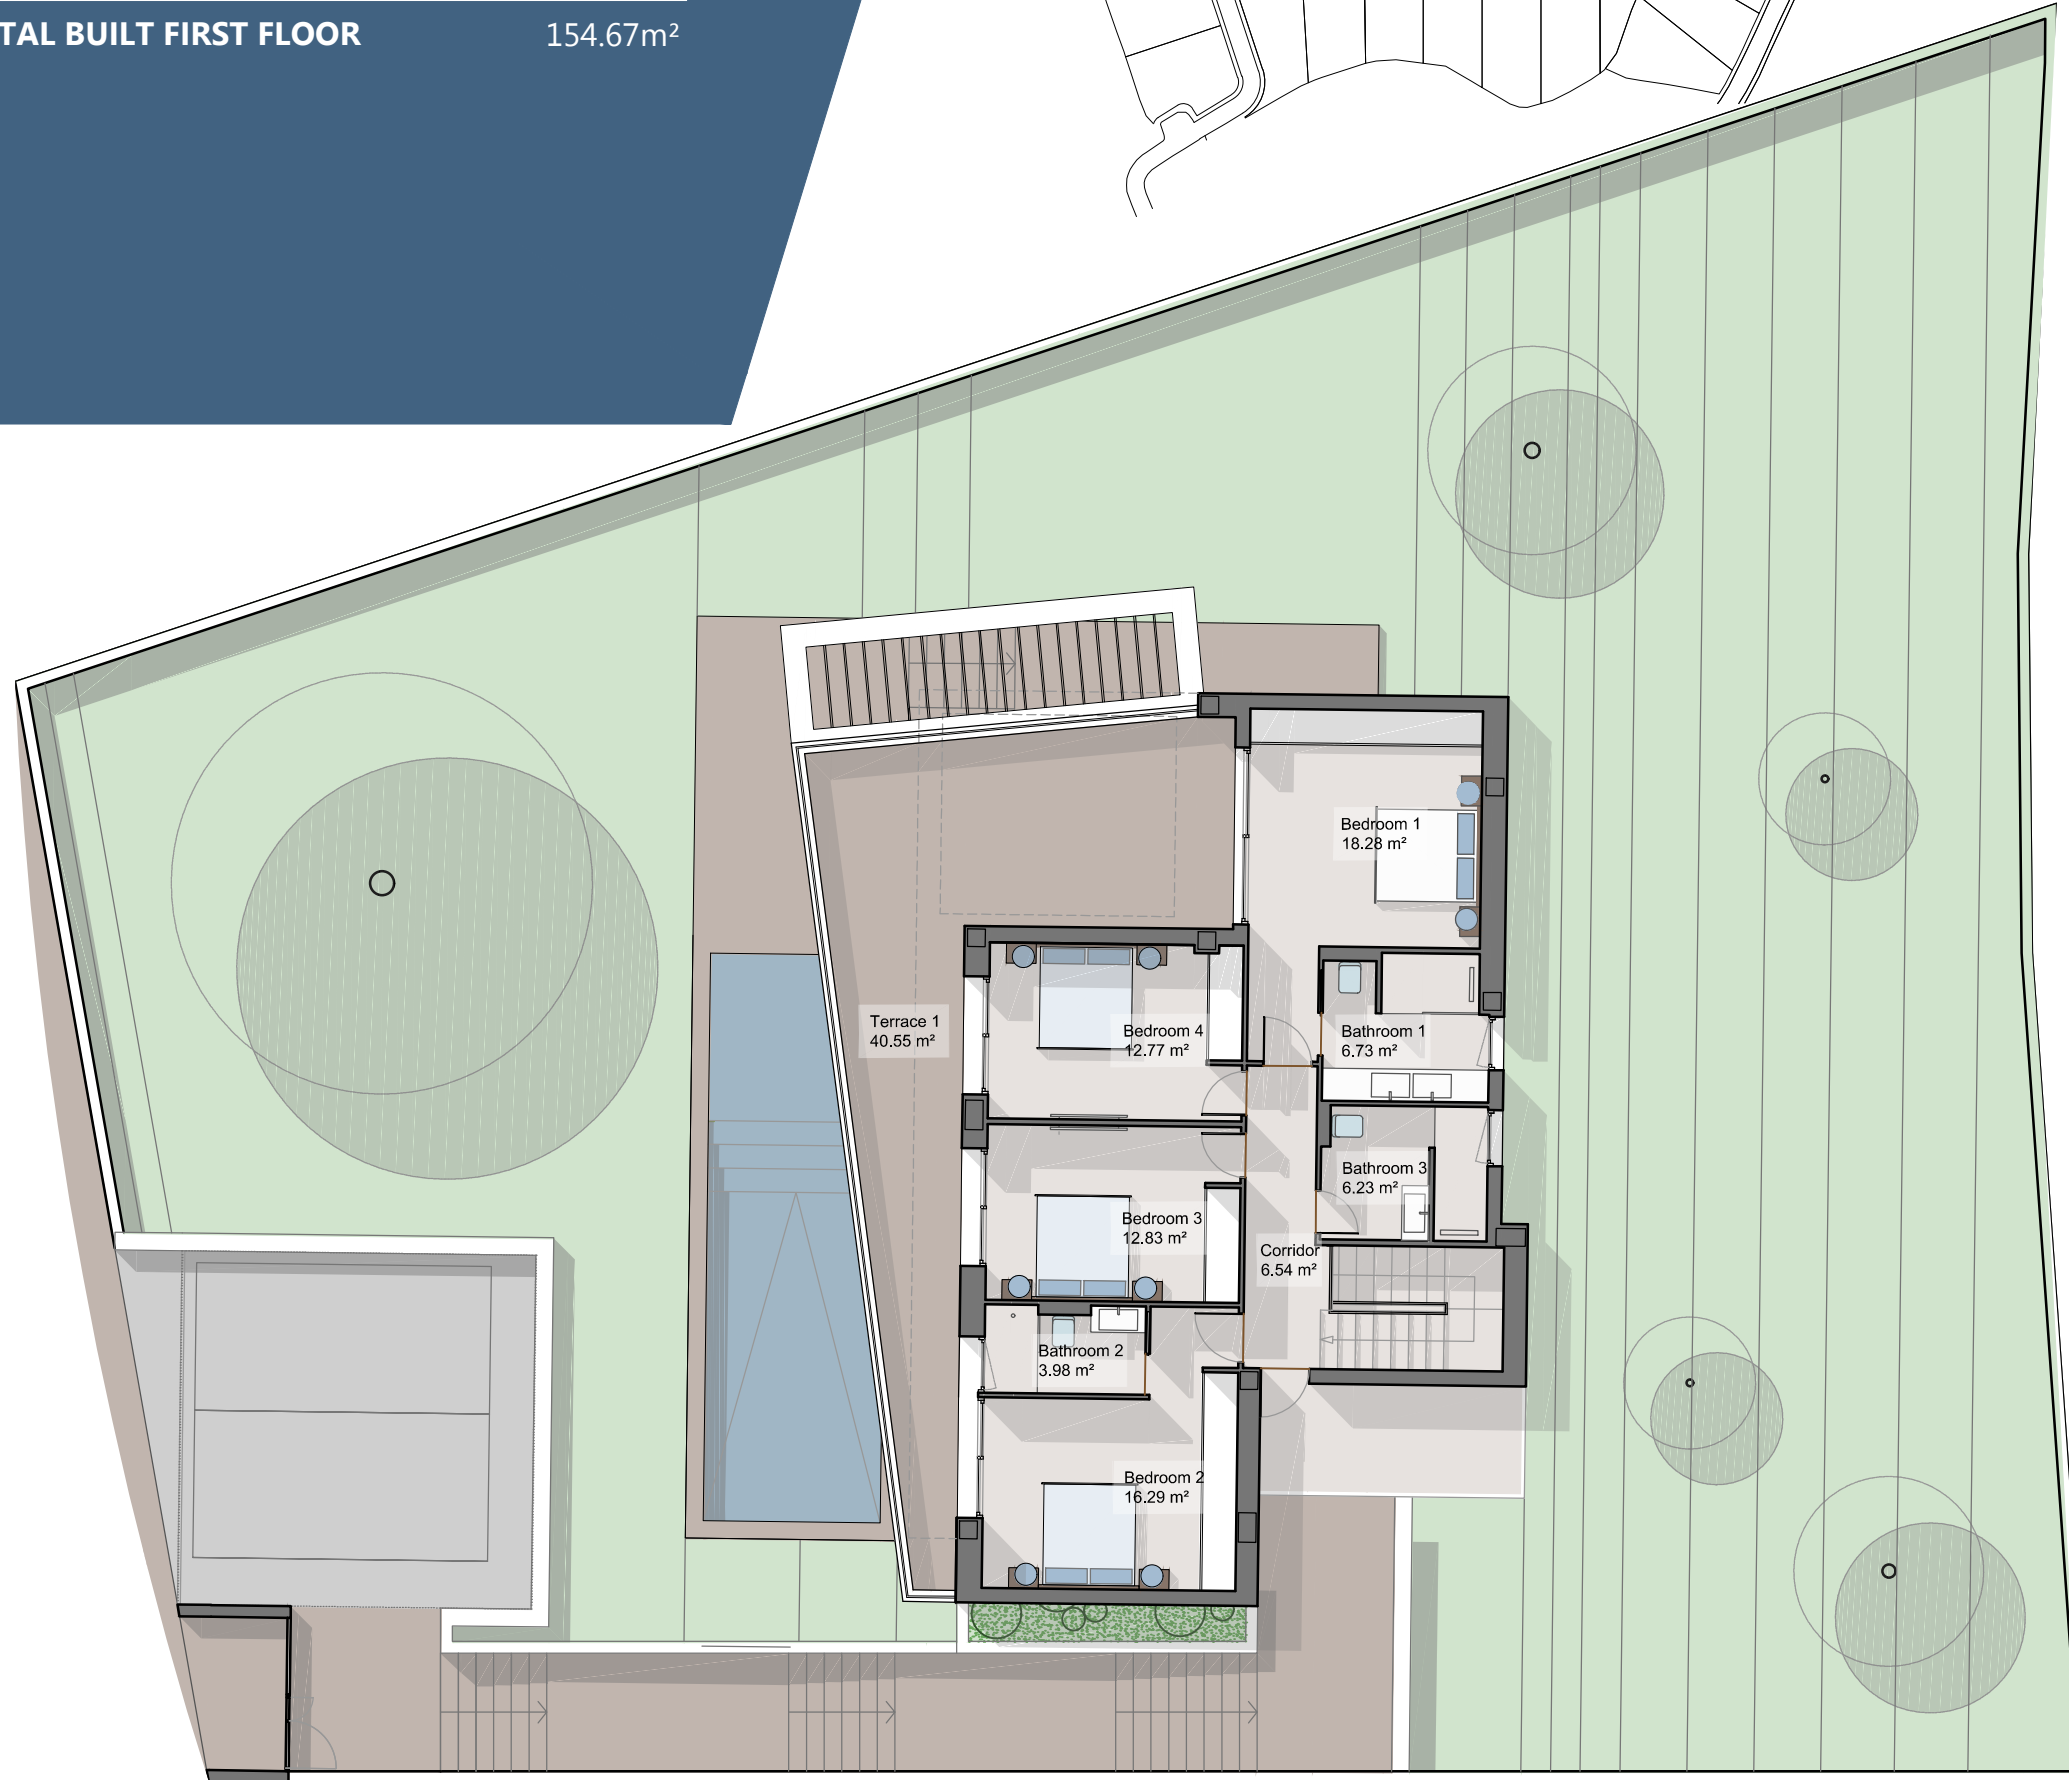 TAL BUILT FIRST FLOOR 154.67m²
Bedroom 1
18.28 m²
Terrace 1
40.55 m²
Bedroom 4
12.77 m²
Bathroom 1
6.73 m²
Bathroom 3
6.23 m²
Bedroom 3
12.83 m²
Corridor
6.54 m²
Bathroom 2
3.98 m²
Bedroom 2
16.29 m²